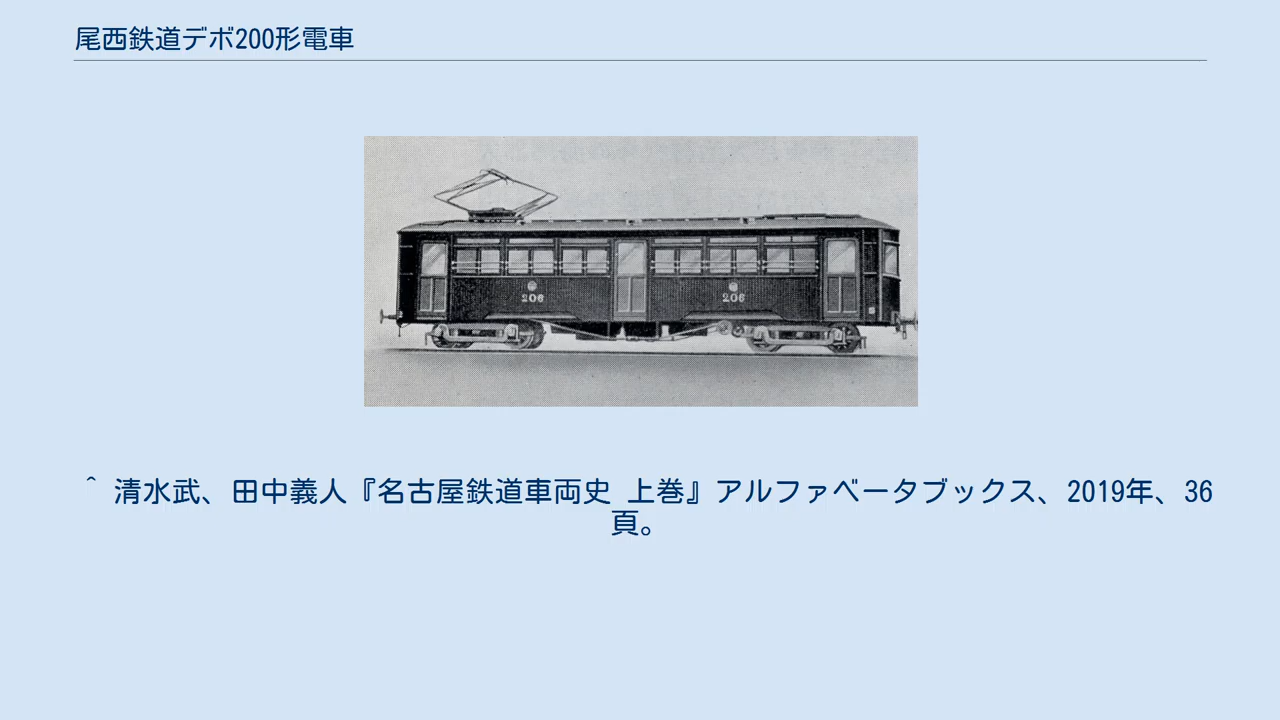 尾西鉄道デボ200形電車
206 206
^ 清水武、田中義人『名古屋鉄道車両史 上巻』アルファベータブックス、2019年、36
頁。